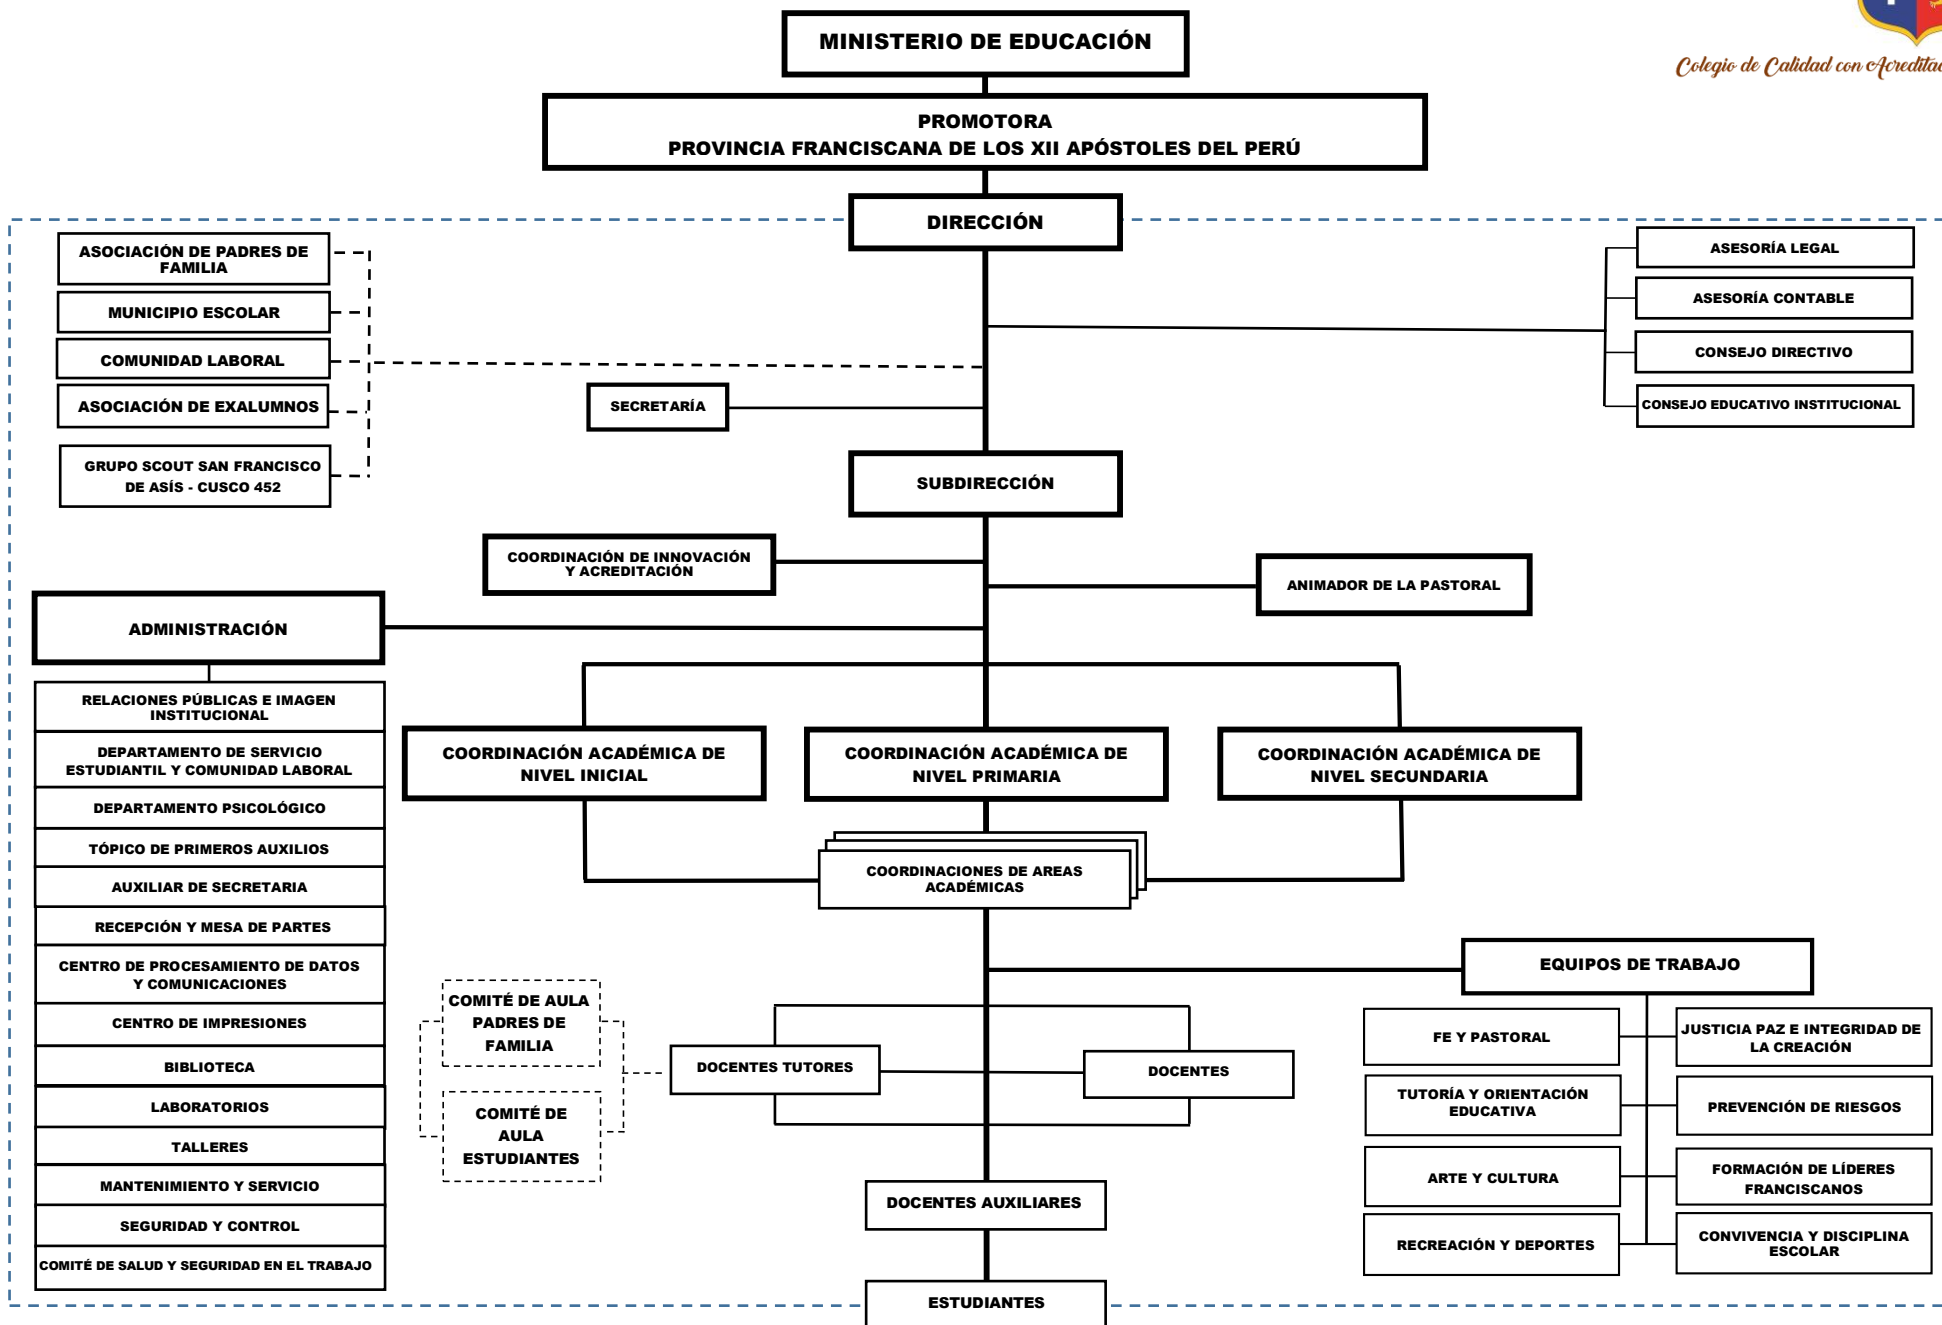 Colegio de Calidad con
MINISTERIO DE EDUCACIÓN
PROMOTORA
PROVINCIA FRANCISCANA DE LOS XII APÓSTOLES DEL PERÚ
DIRECCIÓN
ASOCIACIÓN DE PADRES DE
FAMILIA
MUNICIPIO ESCOLAR
COMUNIDAD LABORAL
ASOCIACIÓN DE EXALUMNOS
GRUPO SCOUT SAN FRANCISCO
DE ASÍS - CUSCO 452
ASESORÍA LEGAL
ASESORÍA CONTABLE
CONSEJO DIRECTIVO
CONSEJO EDUCATIVO INSTITUCIONAL
SECRETARÍA
SUBDIRECCIÓN
COORDINACIÓN DE INNOVACIÓN
Y ACREDITACIÓN
ANIMADOR DE LA PASTORAL
ADMINISTRACIÓN
RELACIONES PÚBLICAS E IMAGEN
INSTITUCIONAL
DEPARTAMENTO DE SERVICIO
ESTUDIANTIL Y COMUNIDAD LABORAL
DEPARTAMENTO PSICOLÓGICO
TÓPICO DE PRIMEROS AUXILIOS
AUXILIAR DE SECRETARIA
RECEPCIÓN Y MESA DE PARTES
CENTRO DE PROCESAMIENTO DE DATOS
Y COMUNICACIONES
CENTRO DE IMPRESIONES
BIBLIOTECA
LABORATORIOS
TALLERES
MANTENIMIENTO Y SERVICIO
SEGURIDAD Y CONTROL
COMITÉ DE SALUD Y SEGURIDAD EN EL TRABAJO
COORDINACIÓN ACADÉMICA DE
NIVEL INICIAL
COORDINACIÓN ACADÉMICA DE
NIVEL PRIMARIA
COORDINACIÓN ACADÉMICA DE
NIVEL SECUNDARIA
COORDINACIONES DE AREAS
ACADÉMICAS
EQUIPOS DE TRABAJO
COMITÉ DE AULA
PADRES DE
FAMILIA
COMITÉ DE
AULA
ESTUDIANTES
DOCENTES TUTORES
DOCENTES
FE Y PASTORAL
JUSTICIA PAZ E INTEGRIDAD DE
LA CREACIÓN
TUTORÍA Y ORIENTACIÓN
EDUCATIVA
PREVENCIÓN DE RIESGOS
ARTE Y CULTURA
FORMACIÓN DE LÍDERES
FRANCISCANOS
RECREACIÓN Y DEPORTES
CONVIVENCIA Y DISCIPLINA
ESCOLAR
DOCENTES AUXILIARES
ESTUDIANTES